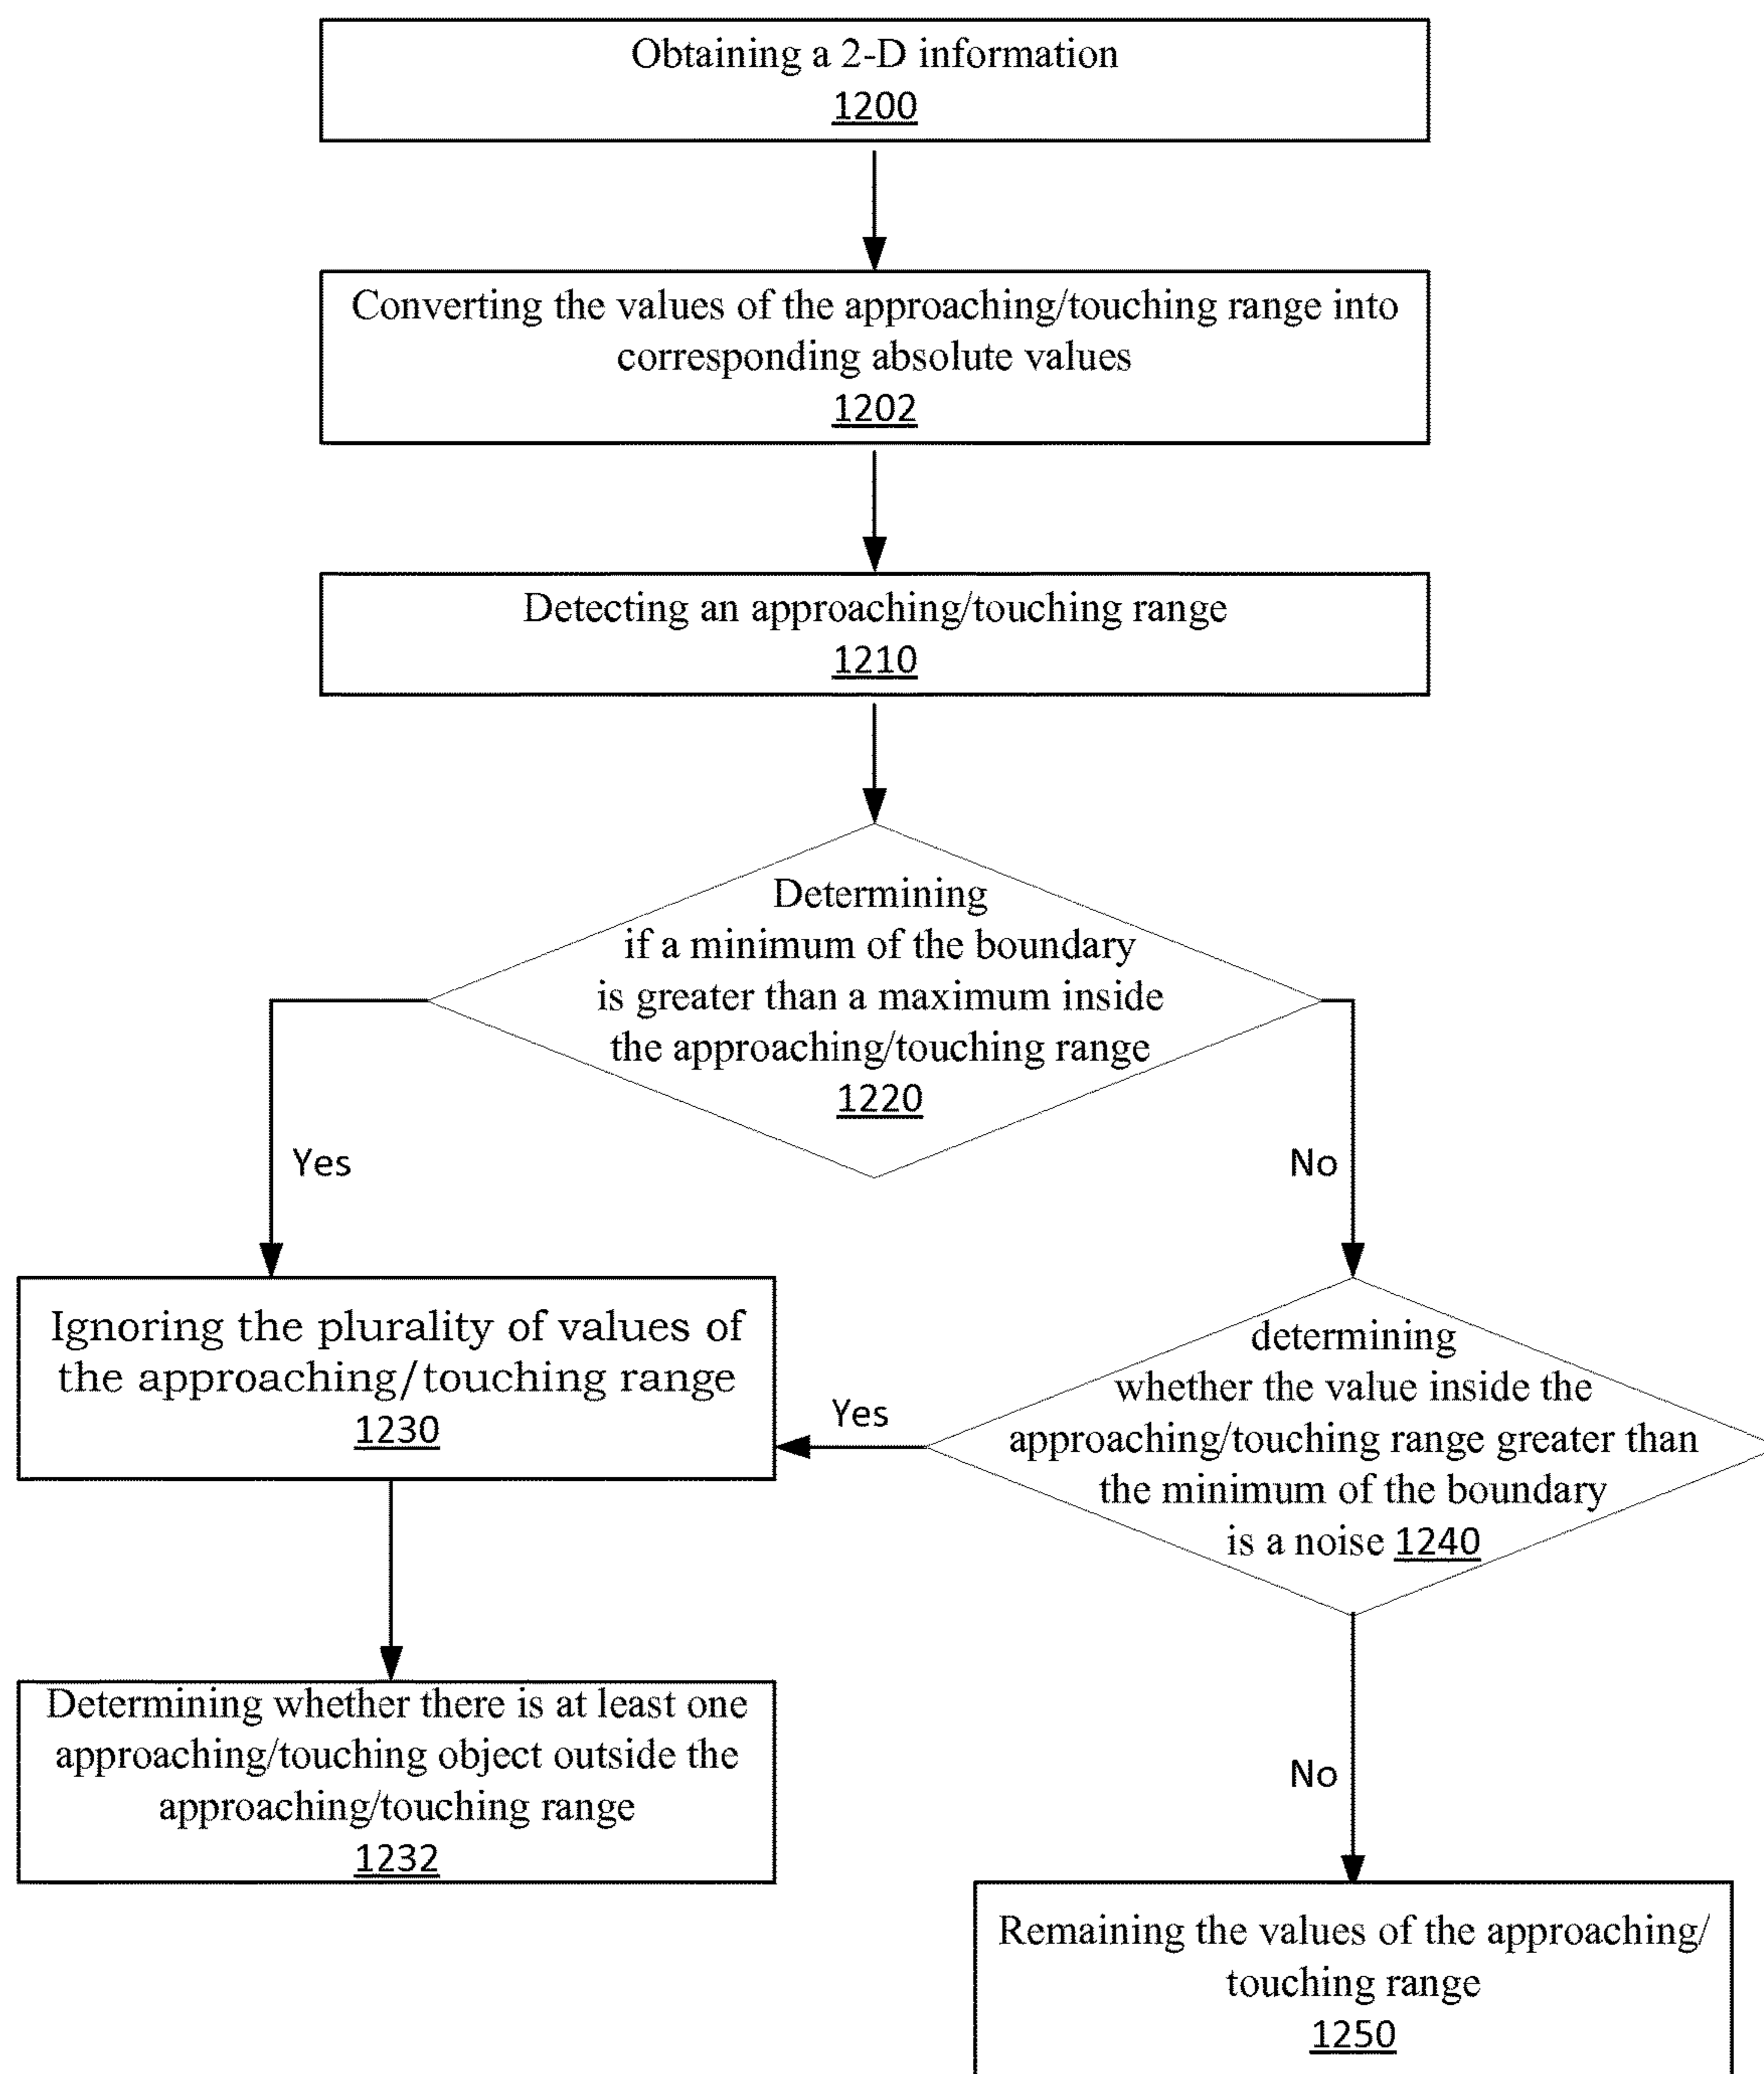 Obtaining a 2-D information
1200
Converting the values of the approaching/touching range into
corresponding absolute values
1202
Detecting an approaching/touching range
1210
Determining
if a minimum of the boundary
is greater than a maximum inside
the approaching/touching range
1220
Yes
No
Ignoring the plurality of values of
the approaching/touching range
1230
Yes
determining
whether the value inside the
approaching/touching range greater than
the minimum of the boundary
is a noise 1240
Determining whether there is at least one
approaching/touching object outside the
approaching/touching range
1232
No
Remaining the values of the approaching/
touching range
1250